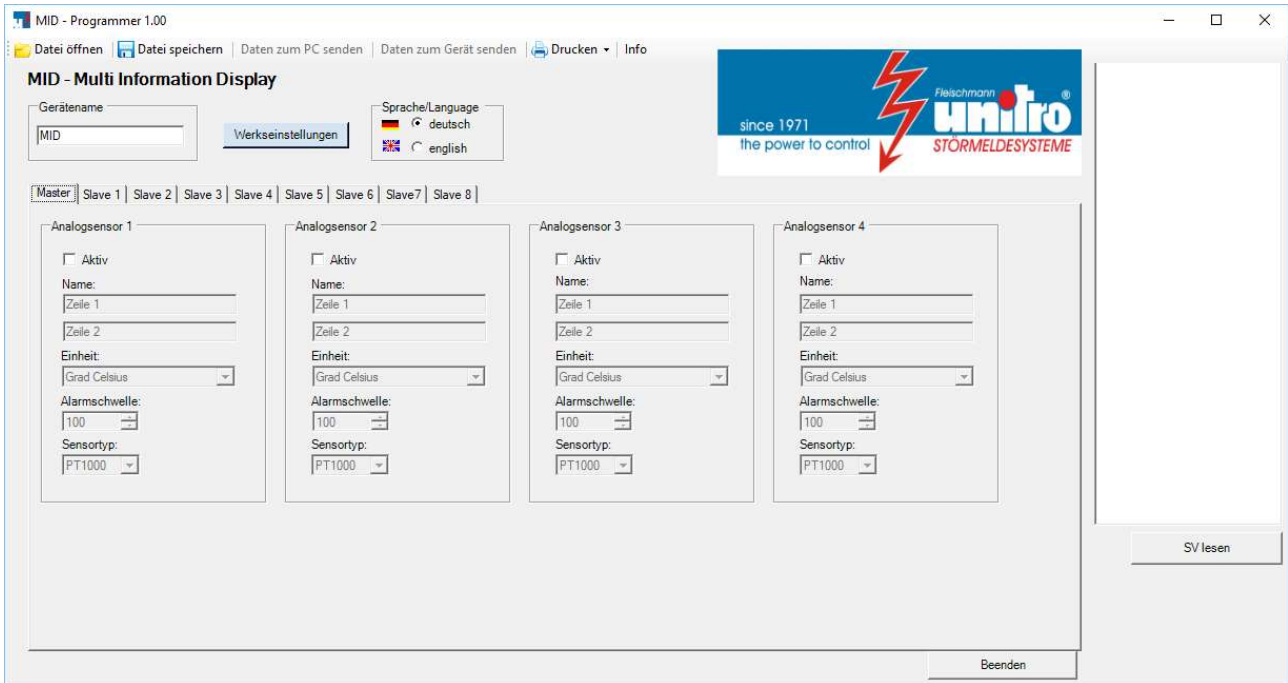 MID - Programmer 1.00
Datei öffnen Datei speichern Daten zum PC senden Daten zum Gerät senden Drucken Info
MID - Multi Information Display
Gerätename
MID
Werkseinstellungen
Sprache/Language
deutsch
english
since 1971
the power to control
Fleischmann
unitro ®
STÖRMELDESYSTEME
Master Slave 1 Slave 2 Slave 3 Slave 4 Slave 5 Slave 6 Slave7 Slave 8
Analogsensor 1
Aktiv
Name:
Zeile 1
Zeile 2
Einheit:
Grad Celsius
Alarmschwelle:
100
Sensortyp:
PT1000
Analogsensor 2
Aktiv
Name:
Zeile 1
Zeile 2
Einheit:
Grad Celsius
Alarmschwelle:
100
Sensortyp:
PT1000
Analogsensor 3
Aktiv
Name:
Zeile 1
Zeile 2
Einheit:
Grad Celsius
Alarmschwelle:
100
Sensortyp:
PT1000
Analogsensor 4
Aktiv
Name:
Zeile 1
Zeile 2
Einheit:
Grad Celsius
Alarmschwelle:
100
Sensortyp:
PT1000
SV lesen
Beenden